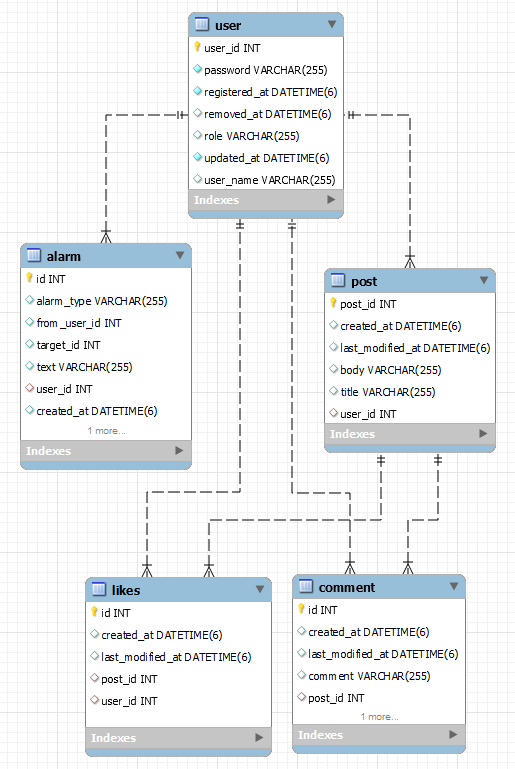 user
user_id INT
password VARCHAR(255)
registered_at DATETIME(6)
removed_at DATETIME(6)
role VARCHAR(255)
updated_at DATETIME(6)
user_name VARCHAR(255)
Indexes
alarm
id INT
alarm_type VARCHAR(255)
from_user_id INT
target_id INT
text VARCHAR(255)
user_id INT
created_at DATETIME(6)
1 more...
Indexes
post
post_id INT
created_at DATETIME(6)
last_modified_at DATETIME(6)
body VARCHAR(255)
title VARCHAR(255)
user_id INT
Indexes
likes
id INT
created_at DATETIME(6)
last_modified_at DATETIME(6)
post_id INT
user_id INT
Indexes
comment
id INT
created_at DATETIME(6)
last_modified_at DATETIME(6)
comment VARCHAR(255)
post_id INT
1 more...
Indexes